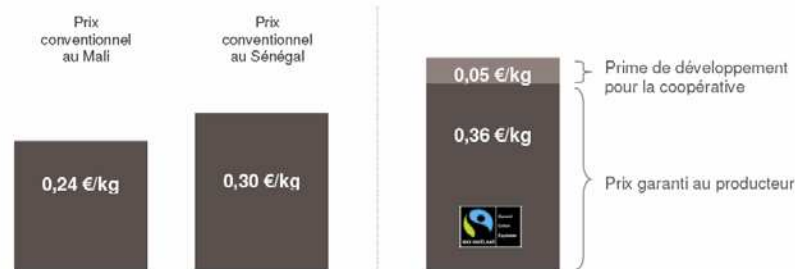 Prix
conventionnel
au Mali
Prix
conventionnel
au Sénégal
0,24 €/kg
0,30 €/kg
0,05 €/kg
0,36 €/kg
Prime de développement
pour la coopérative
Prix garanti au producteur